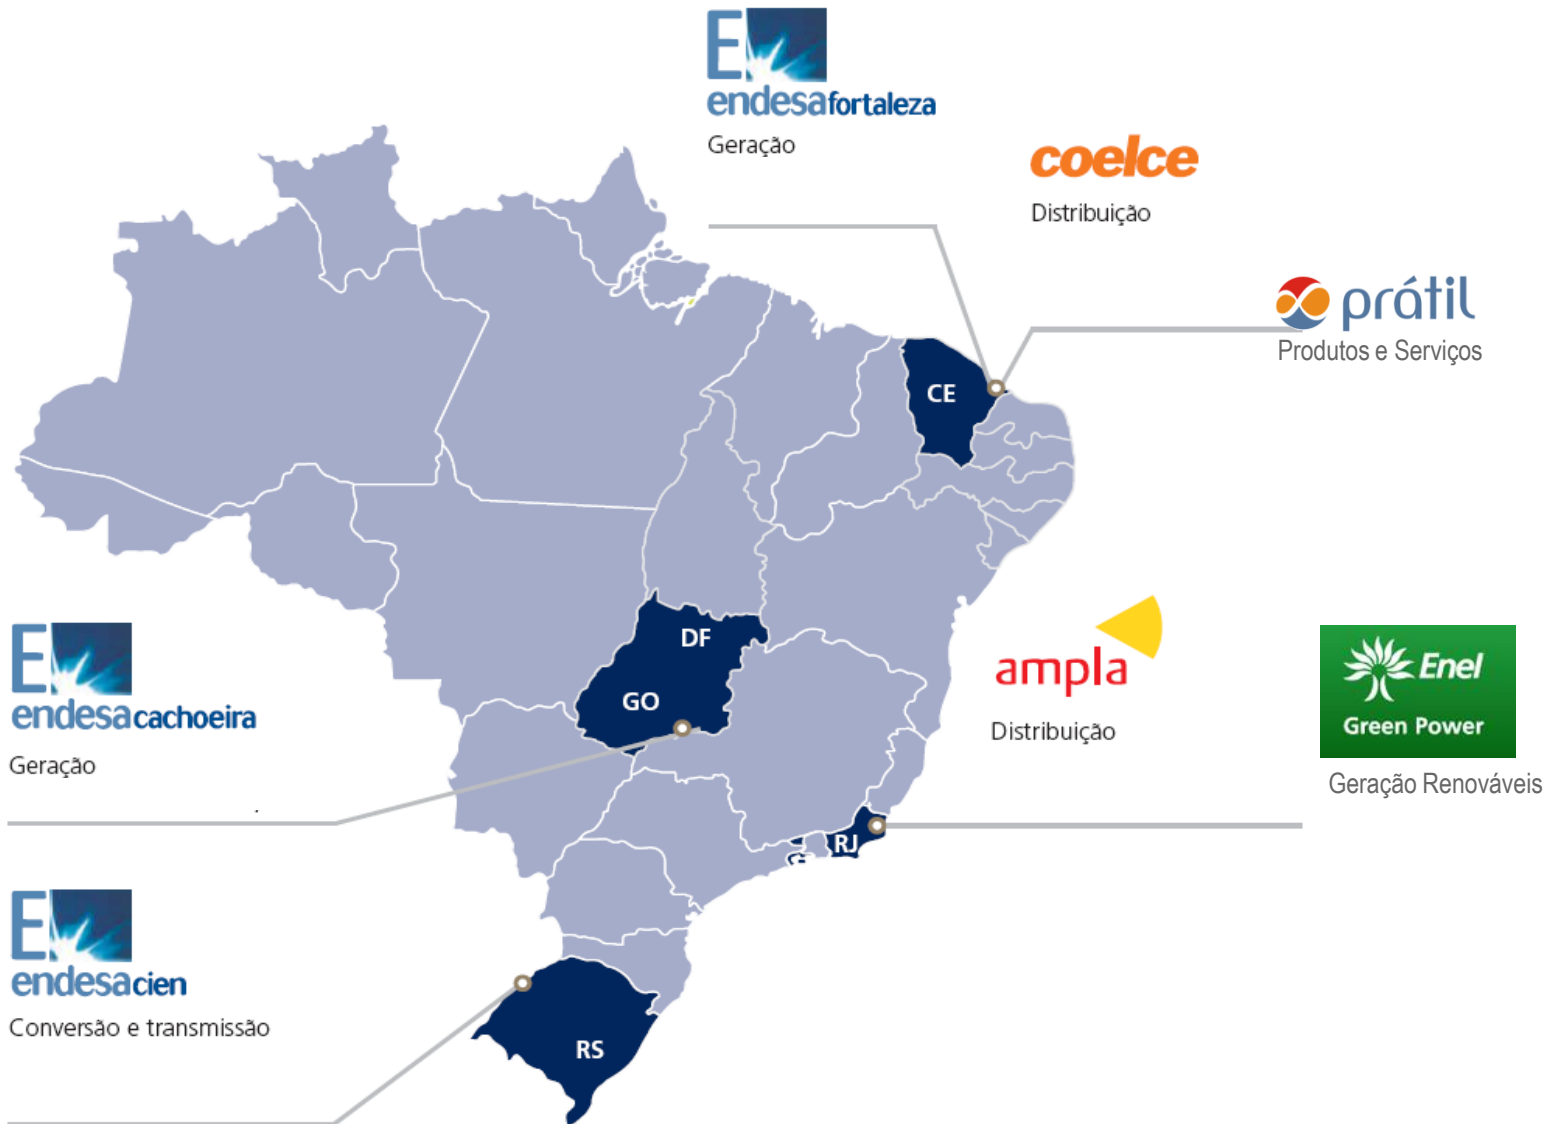 E
endesafortaleza
Geração
coelce
Distribuição
prátil
Produtos e Serviços
CE
DF
GO
E
endesacachoeira
Geração
ampla
Distribuição
Enel
Green Power
Geração Renováveis
RJ
E
endesacien
Conversão e transmissão
RS